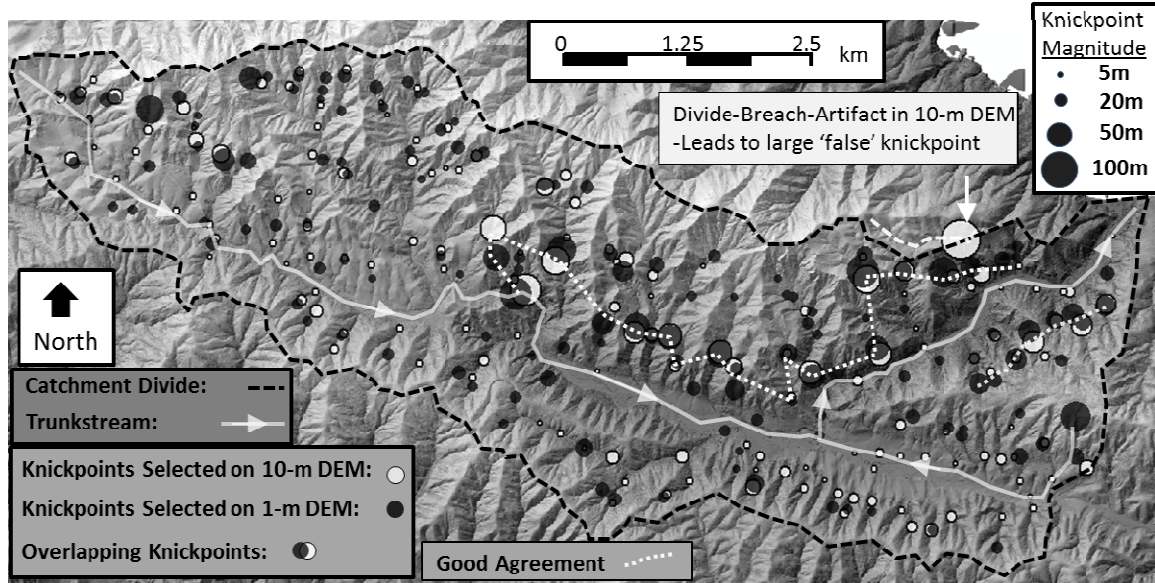 Knickpoint
Magnitude
5m
20m
50m
100m
0 1.25 2.5
km
Divide-Breach-Artifact in 10-m DEM
-Leads to large ‘false’ knickpoint
North
Catchment Divide:
Trunkstream:
Knickpoints Selected on 10-m DEM:
Knickpoints Selected on 1-m DEM:
Overlapping Knickpoints:
Good Agreement